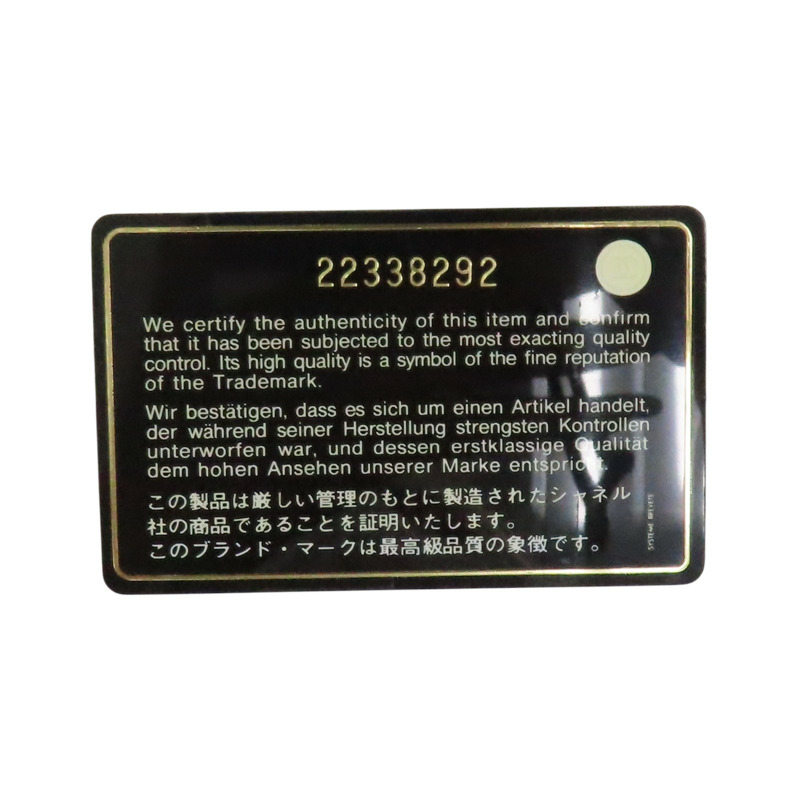 22338292
We certify the authenticity of this item and confirm
that it has been subjected to the most exacting quality
control. Its high quality is a symbol of the fine reputation
of the Trademark.
Wir bestätigen, dass es sich um einen Artikel handelt,
der während seiner Herstellung strengsten Kontrollen
unterworfen war, und dessen erstklassige Qualität
dem hohen Ansehen unserer Marke entspricht.
この製品は厳しい管理のもとに製造されたシャネル
社の商品であることを証明いたします。
このブランド・マークは最高級品質の象徴です。
SYSTEME BREVETE